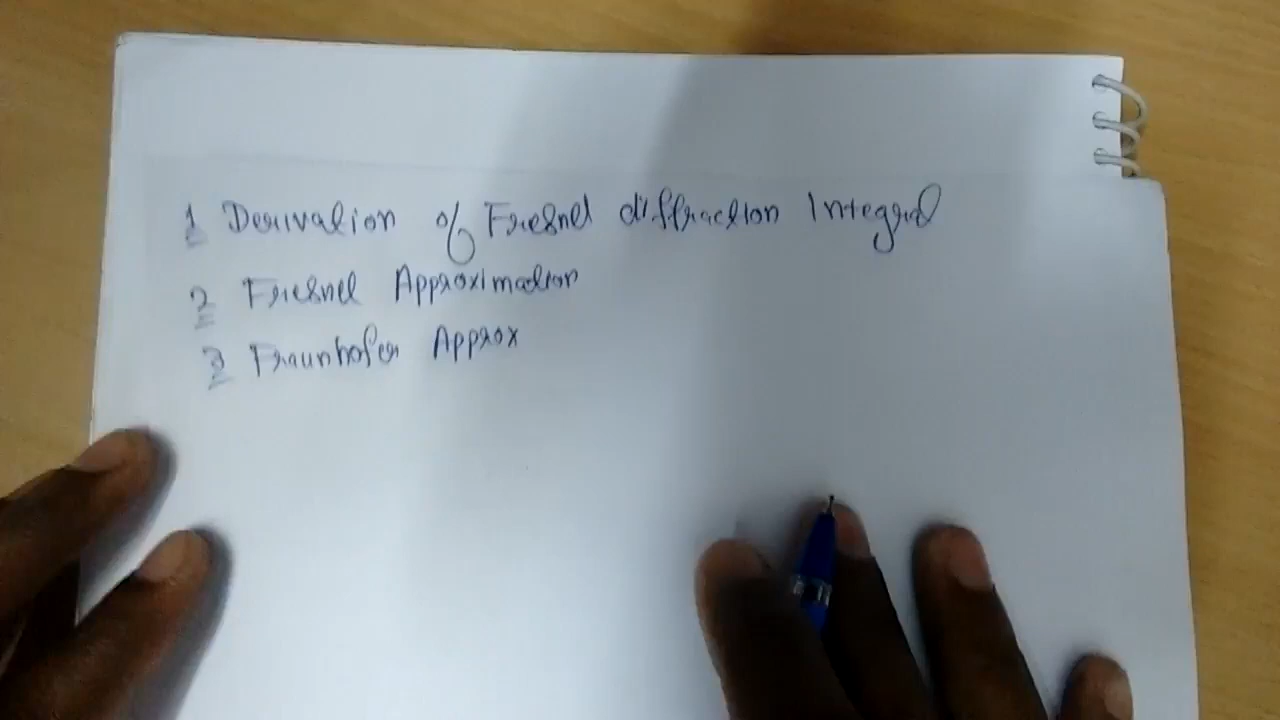 1 Derivation of Fresnel diffraction Integral
2 Fresnel Approximation
3 Fraunhofer Approx